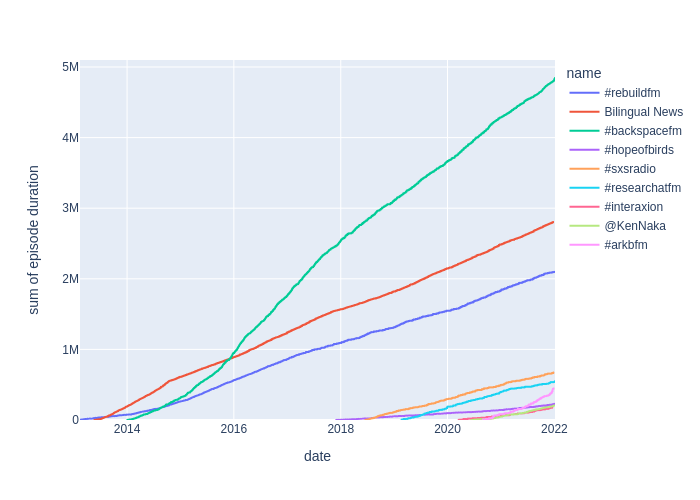 5M
4M
3M
2M
1M
0
sum of episode duration
2014
2016
2018
2020
2022
date
name
#rebuildfm
Bilingual News
#backspacefm
#hopeofbirds
#sxsradio
#researchatfm
#interaxion
@KenNaka
#arkbfm